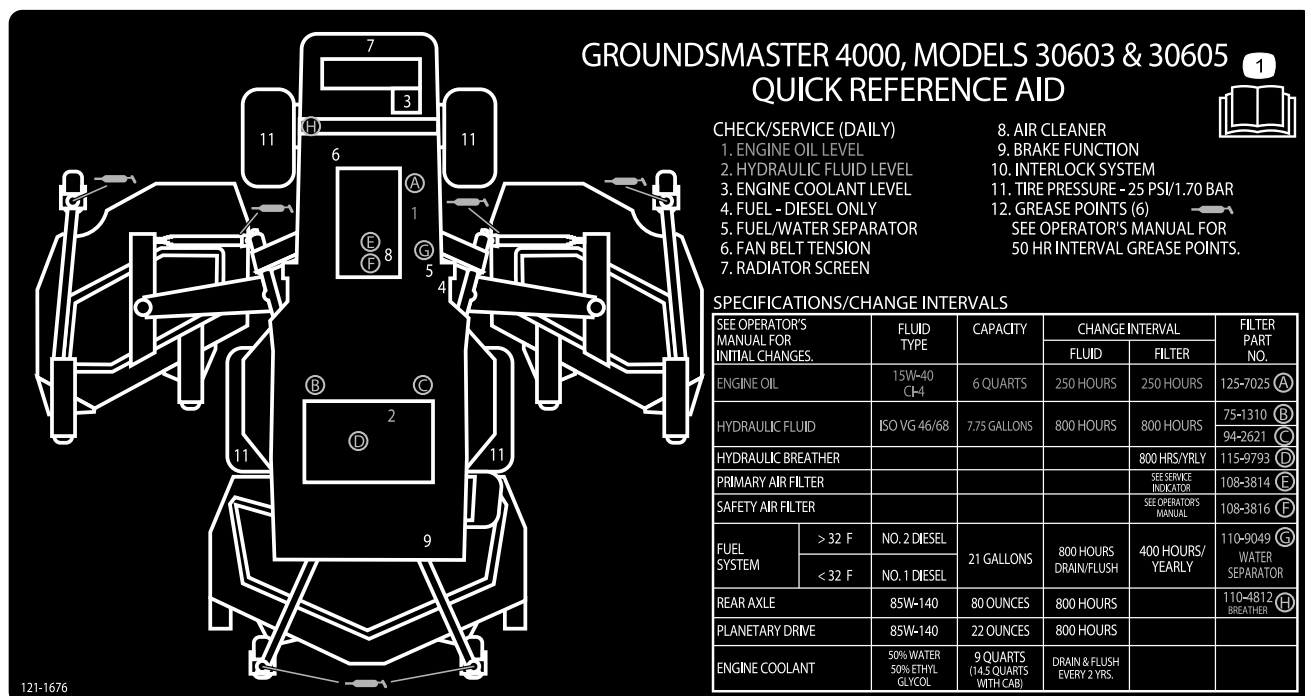 GROUNDSMASTER 4000, MODELS 30603 & 30605
QUICK REFERENCE AID
1
CHECK/SERVICE (DAILY)
1. ENGINE OIL LEVEL
2. HYDRAULIC FLUID LEVEL
3. ENGINE COOLANT LEVEL
4. FUEL - DIESEL ONLY
5. FUEL/WATER SEPARATOR
6. FAN BELT TENSION
7. RADIATOR SCREEN
8. AIR CLEANER
9. BRAKE FUNCTION
10. INTERLOCK SYSTEM
11. TIRE PRESSURE - 25 PSI/1.70 BAR
12. GREASE POINTS (6)
SEE OPERATOR'S MANUAL FOR
50 HR INTERVAL GREASE POINTS.
7
3
H
11
11
6
A
1
E
G
8
F
5
4
B
C
2
D
11
11
9
SPECIFICATIONS/CHANGE INTERVALS
SEE OPERATOR'S
MANUAL FOR
INITIAL CHANGES.
FLUID
TYPE
CAPACITY
CHANGE INTERVAL
FLUID
FILTER
FILTER
PART
NO.
ENGINE OIL
15W-40
CI-4
6 QUARTS
250 HOURS
250 HOURS
125-7025 A
HYDRAULIC FLUID
ISO VG 46/68
7.75 GALLONS
800 HOURS
800 HOURS
75-1310 B
94-2621 C
HYDRAULIC BREATHER
800 HRS/YRLY
115-9793 D
PRIMARY AIR FILTER
SEE SERVICE
INDICATOR
108-3814 E
SAFETY AIR FILTER
SEE OPERATOR'S
MANUAL
108-3816 F
FUEL
SYSTEM
> 32 F
NO. 2 DIESEL
< 32 F
NO. 1 DIESEL
21 GALLONS
800 HOURS
DRAIN/FLUSH
400 HOURS/
YEARLY
110-9049 G
WATER
SEPARATOR
REAR AXLE
85W-140
80 OUNCES
800 HOURS
110-4812 H
BREATHER
PLANETARY DRIVE
85W-140
22 OUNCES
800 HOURS
ENGINE COOLANT
50% WATER
50% ETHYL
GLYCOL
9 QUARTS
(14.5 QUARTS
WITH CAB)
DRAIN & FLUSH
EVERY 2 YRS.
121-1676